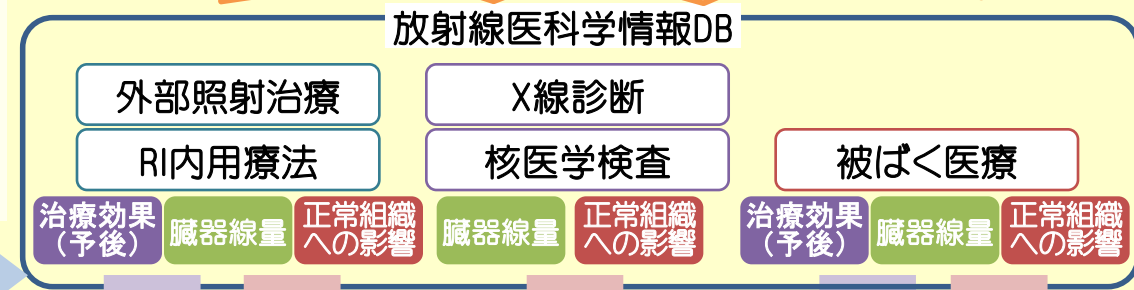 放射線医科学情報DB
外部照射治療
X線診断
RI内用療法
核医学検査
被ばく医療
治療効果
（予後）
臓器線量
正常組織
への影響
臓器線量
正常組織
への影響
治療効果
（予後）
臓器線量
正常組織
への影響